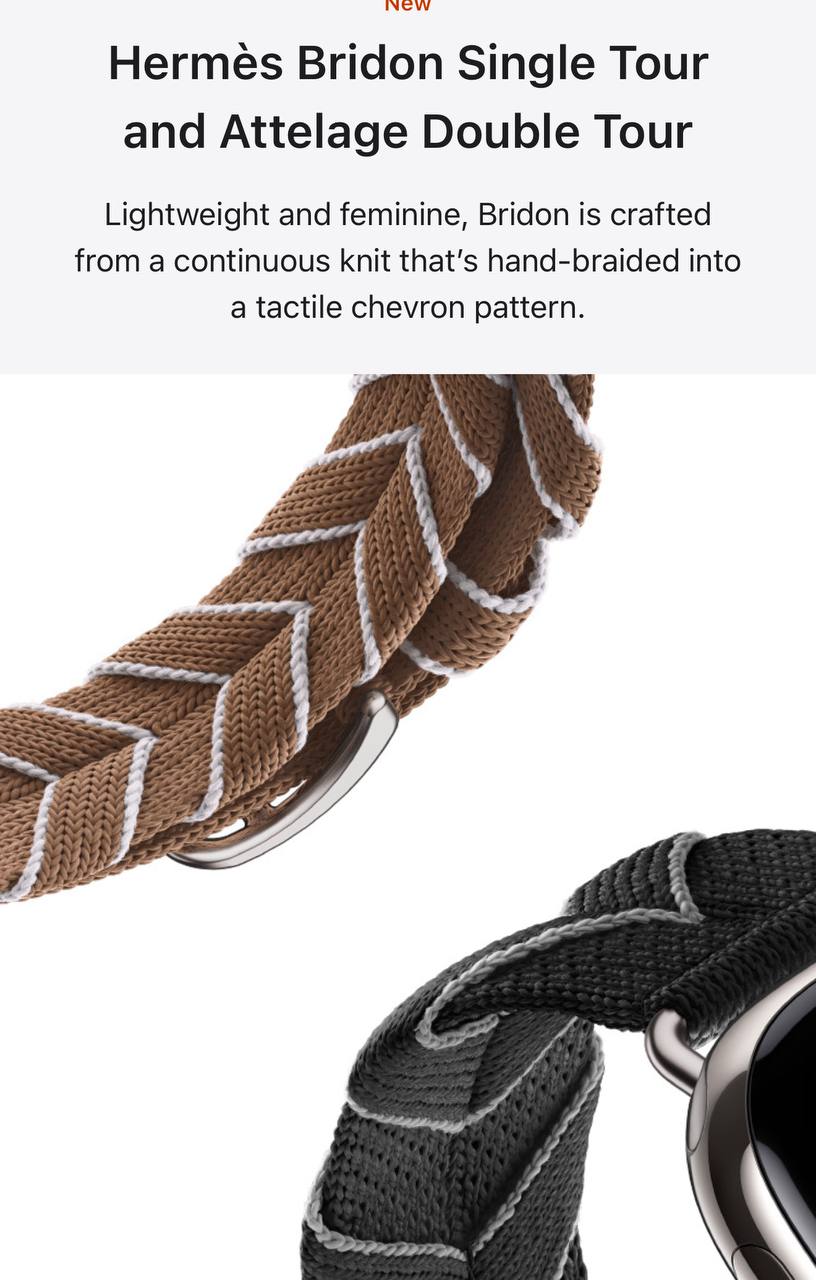 New
Hermès Bridon Single Tour
and Attelage Double Tour
Lightweight and feminine, Bridon is crafted
from a continuous knit that’s hand-braided into
a tactile chevron pattern.